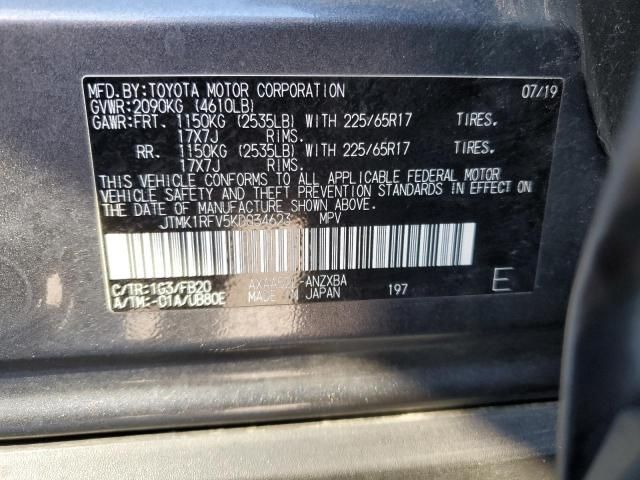 MFD.BY:TOYOTA MOTOR CORPORATION 07/19
GVWR:2090KG (4610LB)
GAWR:FRT. 1150KG (2535LB) WITH 225/65R17 TIRES.
17X7J RIMS.
RR. 1150KG (2535LB) WITH 225/65R17 TIRES.
17X7J RIMS.
THIS VEHICLE CONFORMS TO ALL APPLICABLE FEDERAL MOTOR
VEHICLE SAFETY AND THEFT PREVENTION STANDARDS IN EFFECT ON
THE DATE OF MANUFACTURE SHOWN ABOVE.
JTMK1RFV5KD034623 MPV
C/TR:1G3/FB20 -ANZXBA
A/TM:-01A/UB80E MADE IN JAPAN 197 E